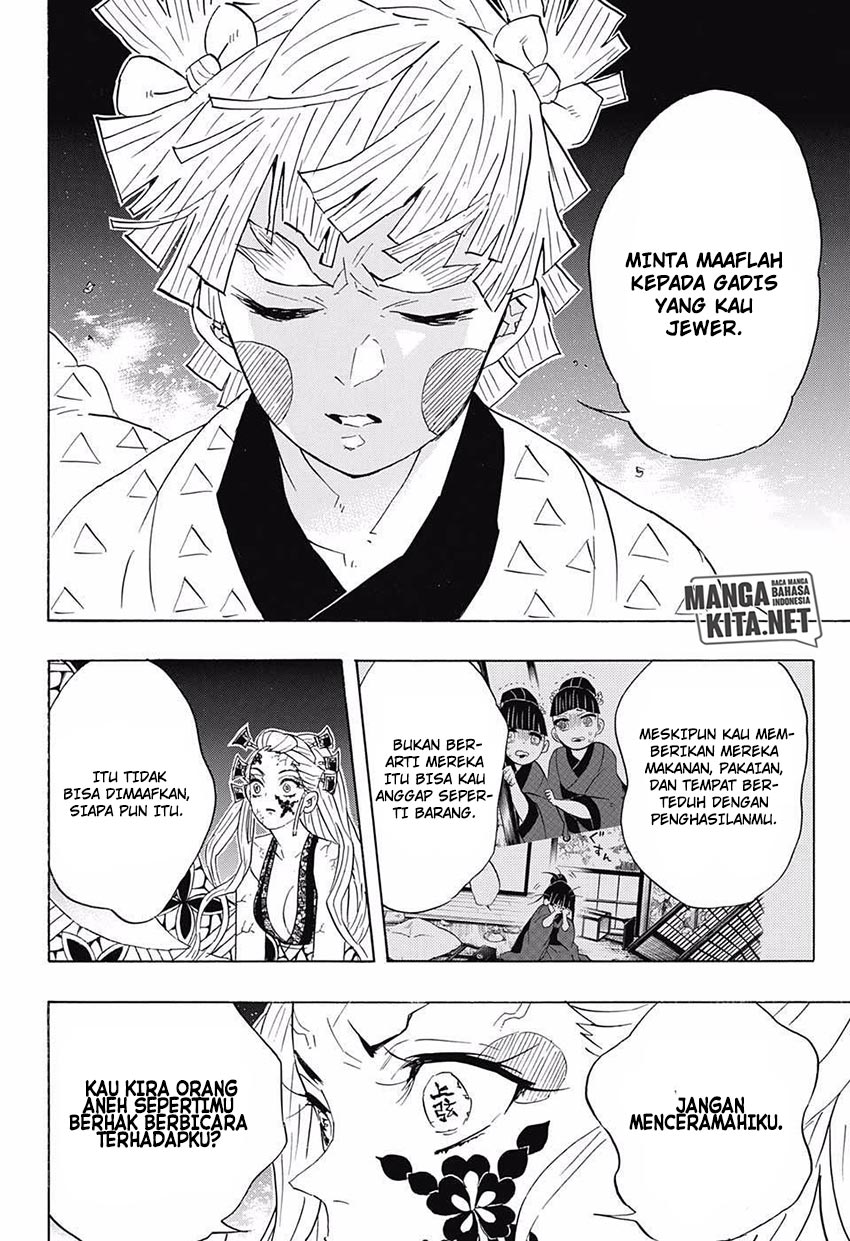 MINTA MAAFLAH
KEPADA GADIS
YANG KAU
JEWER.
MANGA
KITA.NET
BACA MANGA
BAHASA
INDONESIA
MESKIPUN KAU MEM-
BERIKAN MEREKA
MAKANAN, PAKAIAN,
DAN TEMPAT BER-
TEDUH DENGAN
PENGHASILANMU.
BUKAN BER-
ARTI MEREKA
ITU BISA KAU
ANGGAP SEPER-
TI BARANG.
ITU TIDAK
BISA DIMAAFKAN,
SIAPA PUN ITU.
JANGAN
MENCERAMAHIKU.
上弦
KAU KIRA ORANG
ANEH SEPERTIMU
BERHAK BERBICARA
TERHADAPKU?